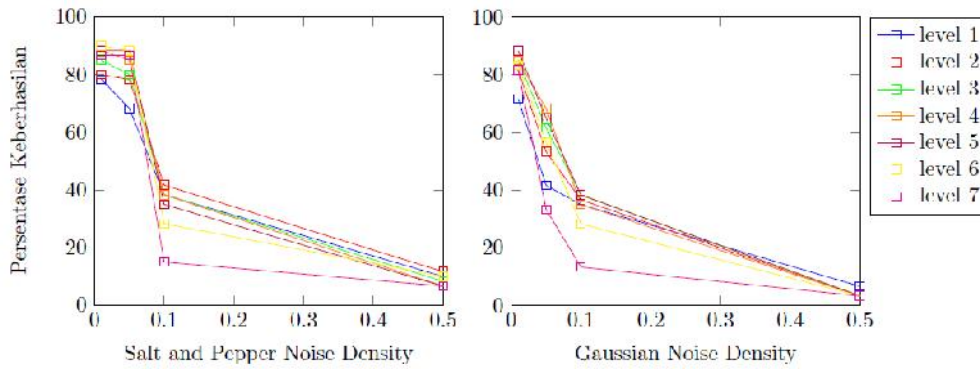 100
80
60
40
20
0
0
0.1
0.2
0.3
0.4
0.5
Persentase Keberhasilan
Salt and Pepper Noise Density
100
80
60
40
20
0
0
0.1
0.2
0.3
0.4
0.5
Gaussian Noise Density
level 1
level 2
level 3
level 4
level 5
level 6
level 7